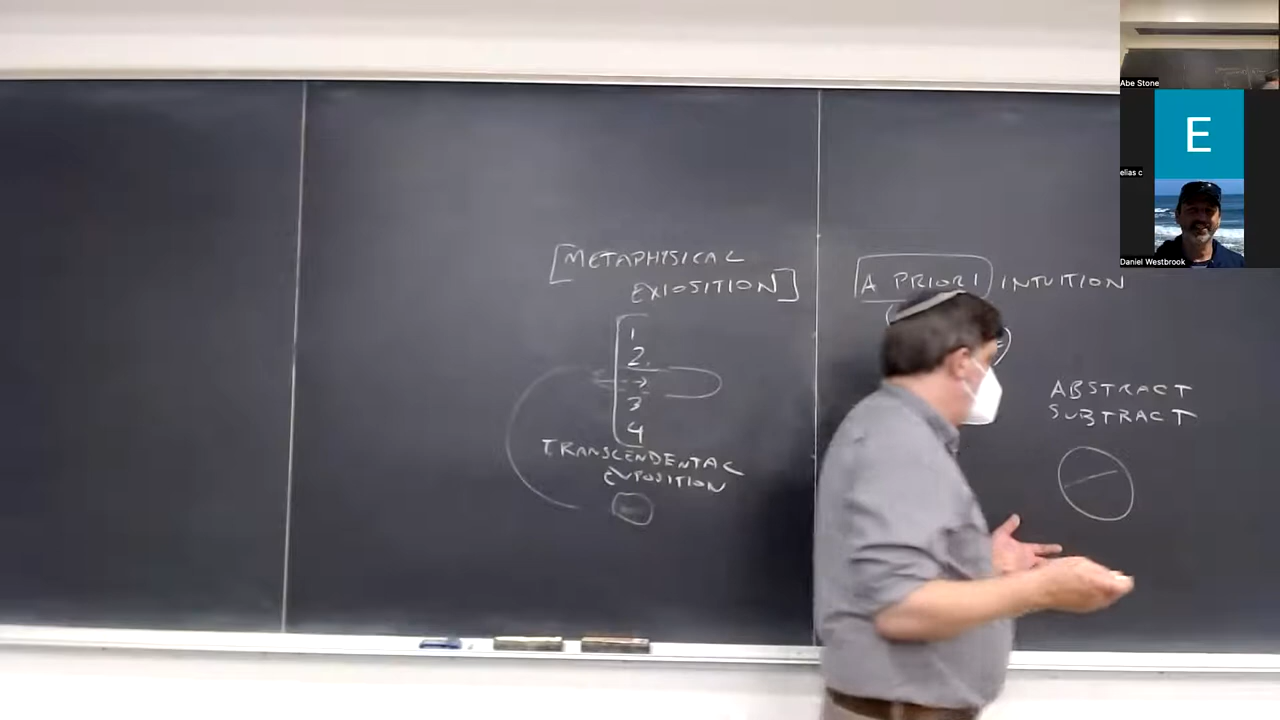 [METAPHYSICAL
EXPOSITION]
1
2.
→
3
4
TRANSCENDENTAL
EXPOSITION
A PRIORI INTUITION
ABSTRACT
SUBTRACT
Abe Stone
E
elias c
Daniel Westbrook